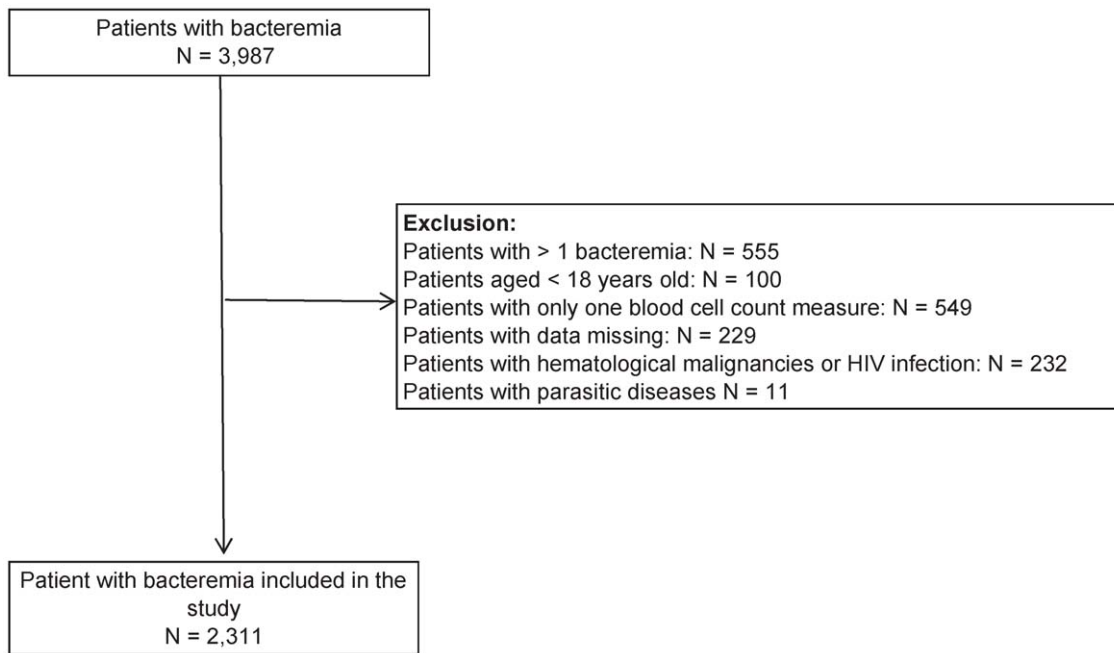 Patients with bacteremia
N = 3,987
Exclusion:
Patients with > 1 bacteremia: N = 555
Patients aged < 18 years old: N = 100
Patients with only one blood cell count measure: N = 549
Patients with data missing: N = 229
Patients with hematological malignancies or HIV infection: N = 232
Patients with parasitic diseases N = 11
Patient with bacteremia included in the
study
N = 2,311